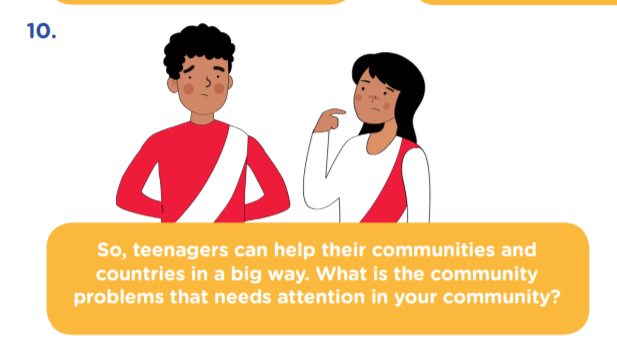 10.
So, teenagers can help their communities and
countries in a big way. What is the community
problems that needs attention in your community?